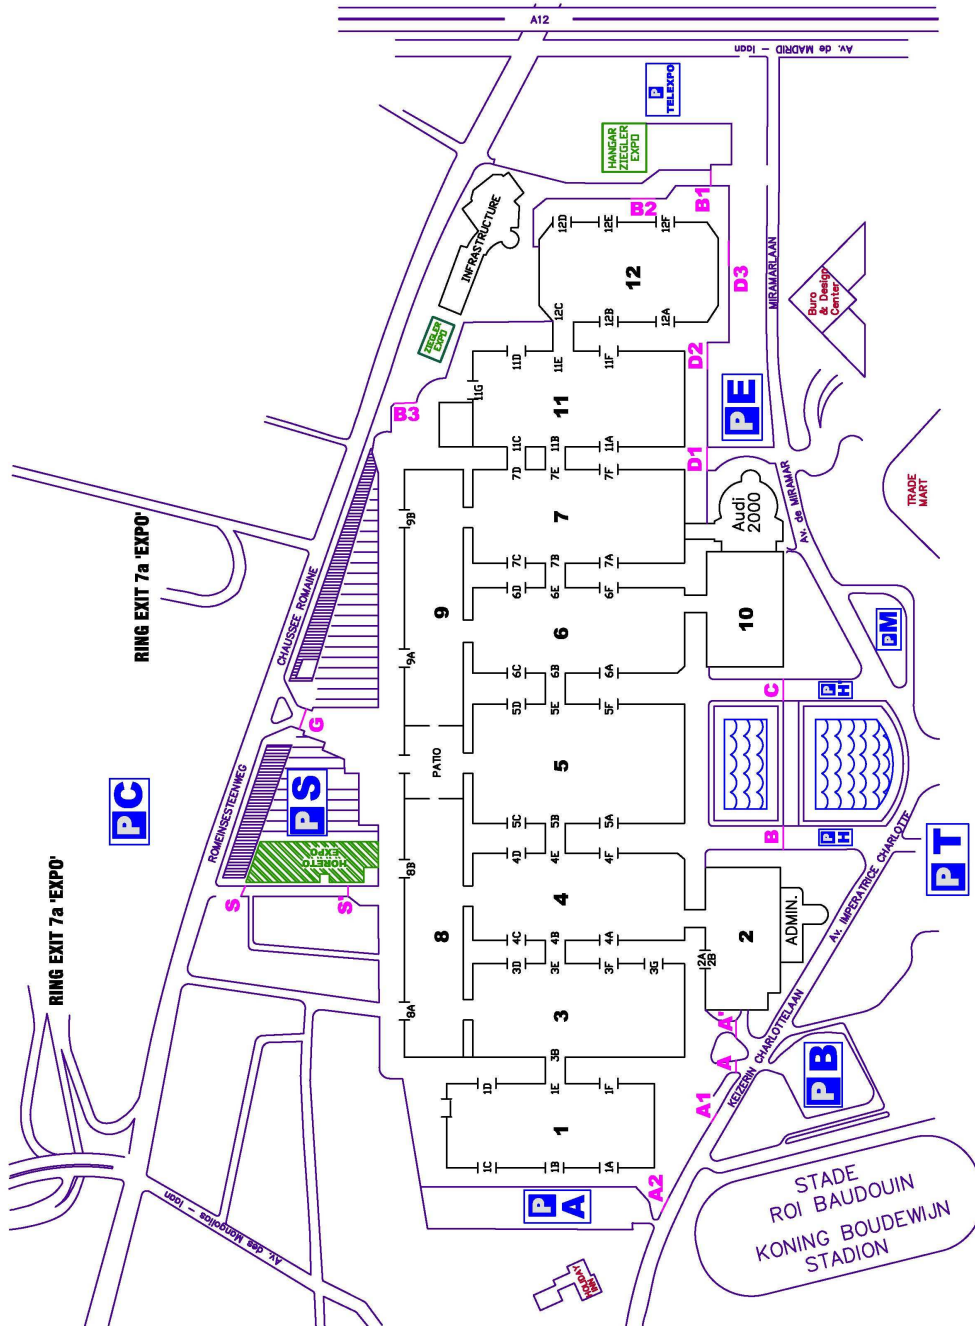 A12
Av. de MADRID – laan
P
TELEXPO
HANGAR
ZIEGLER
EXPO
INFRASTRUCTURE
ZIEGLER
EXPO
B1
B2
B3
D3
D2
D1
12D
12E
12F
12
12C
12B
12A
MIRAMARLAAN
Buro
& Design
Center
11D
11E
11F
11G
11
11C
11B
11A
P E
7D
7E
7F
7
7C
7B
7A
Audi
2000
Av. de MIRAMAR
TRADE
MART
9B
9
9A
6D
6E
6F
6
6C
6B
6A
10
P M
RING EXIT 7a 'EXPO'
CHAUSSEE ROMAINE
G
C
P
H'
5D
5E
5F
5
5C
5B
5A
PATIO
P C
P S
ROMEINSESTEENWEG
HORETO
EXPO
S
S'
B
P
H
P T
Av. IMPERATRICE CHARLOTTE
8B
8
8A
4D
4E
4F
4
4C
4B
4A
2A
2B
2
ADMIN.
RING EXIT 7a 'EXPO'
3D
3E
3F
3G
3
3B
A'
A
A1
A2
KEIZERIN CHARLOTTELAAN
P B
1D
1E
1F
1
1C
1B
1A
P
A
Av. des Mongolias – laan
HOLIDAY
INN
STADE
ROI BAUDOUIN
KONING BOUDEWIJN
STADION